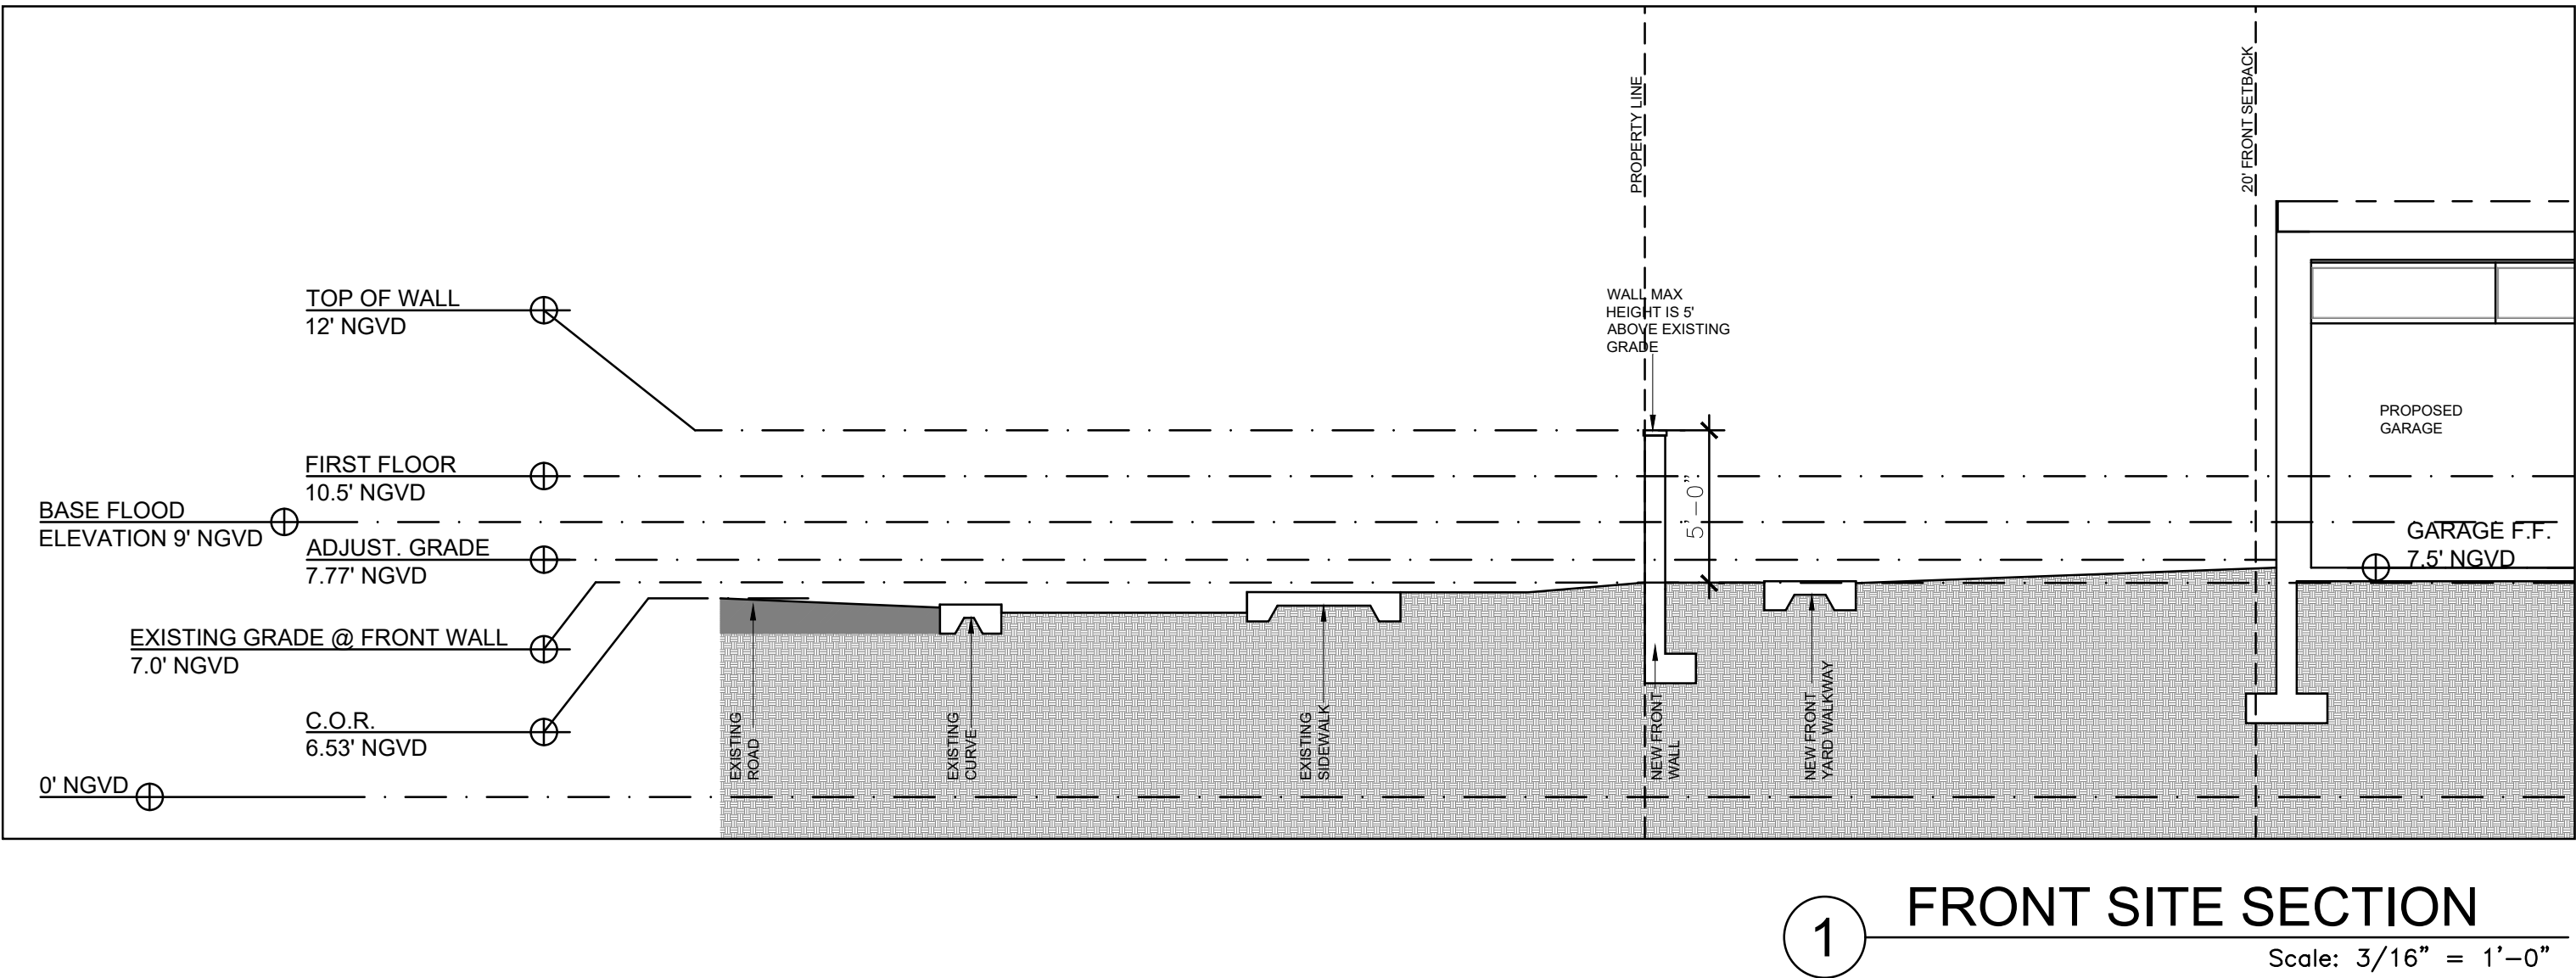 PROPERTY LINE
20' FRONT SETBACK
TOP OF WALL
12' NGVD
WALL MAX
HEIGHT IS 5'
ABOVE EXISTING
GRADE
PROPOSED
GARAGE
FIRST FLOOR
10.5' NGVD
BASE FLOOD
ELEVATION 9' NGVD
5'-0"
GARAGE F.F.
7.5' NGVD
ADJUST. GRADE
7.77' NGVD
EXISTING GRADE @ FRONT WALL
7.0' NGVD
C.O.R.
6.53' NGVD
EXISTING
ROAD
EXISTING
CURVE
EXISTING
SIDEWALK
NEW FRONT
WALL
NEW FRONT
YARD WALKWAY
0' NGVD
1
FRONT SITE SECTION
Scale: 3/16" = 1'-0"